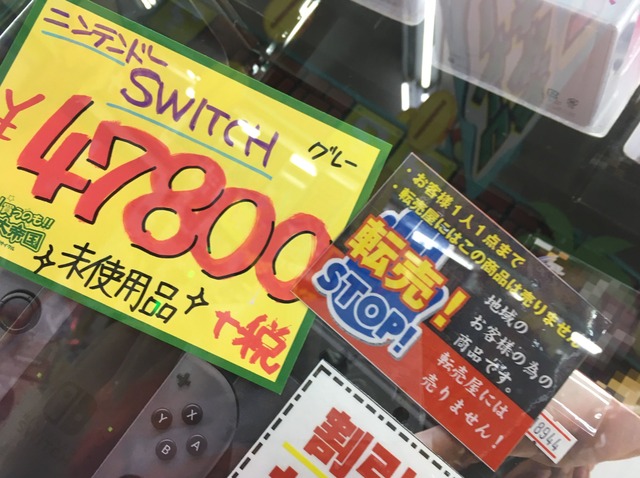 ニンテンドー
SWITCH
グレー
47800
+税
未使用品
・お客様1人1点まで
・転売屋にはこの商品は売りません
転売!
STOP!
地域の
お客様の為の
商品です。
転売屋には
売りません!
8944
割引
X
Y
A
B